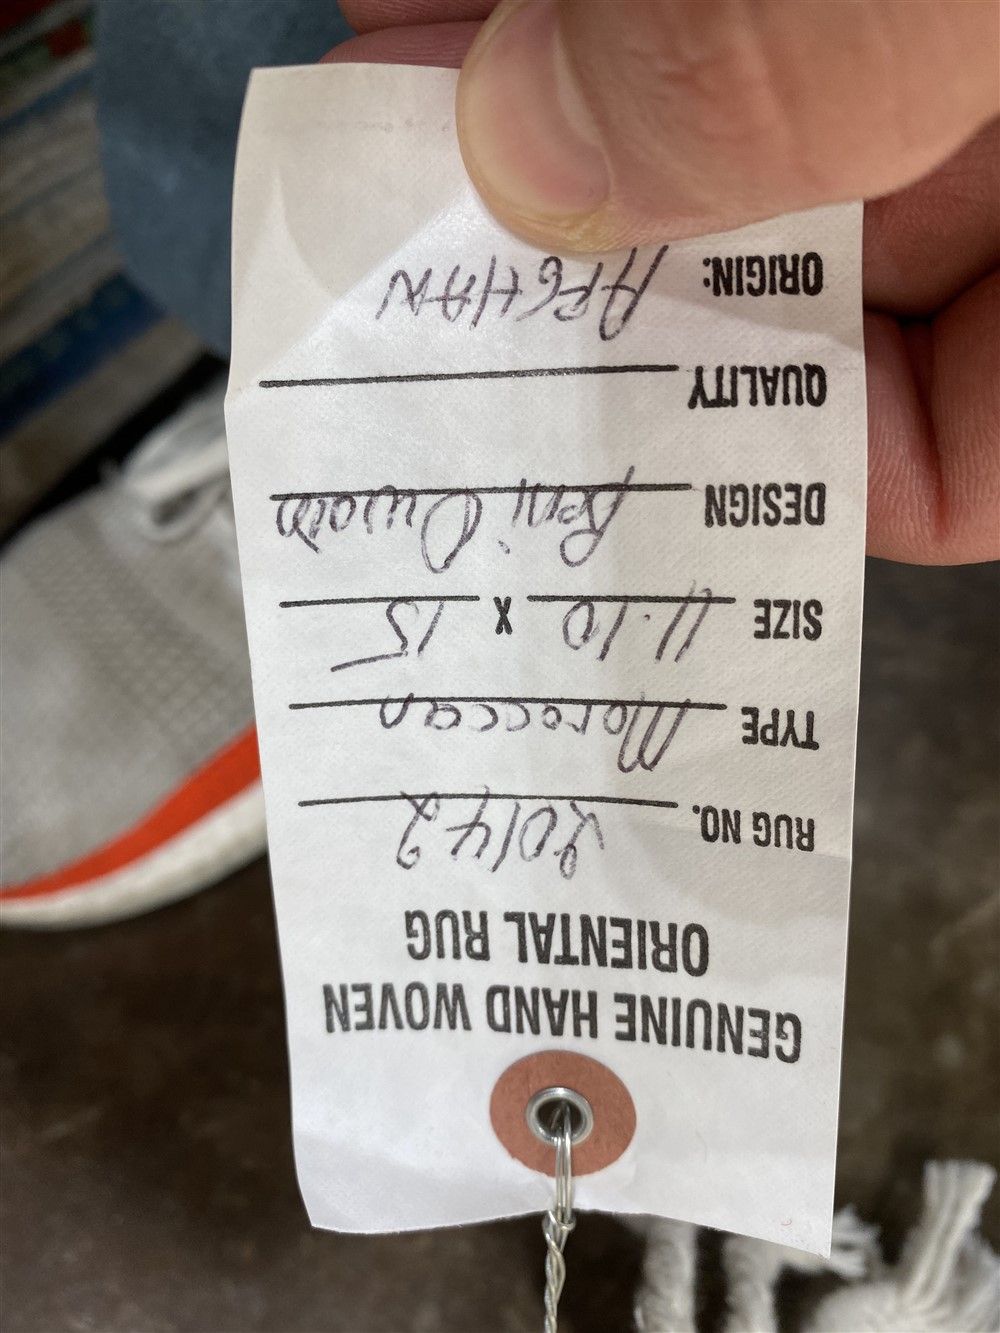 GENUINE HAND WOVEN
ORIENTAL RUG
RUG NO. 20142
TYPE Moroccan
SIZE 11.10 X 15
DESIGN Beni Ourain
QUALITY
ORIGIN: AFGHAN